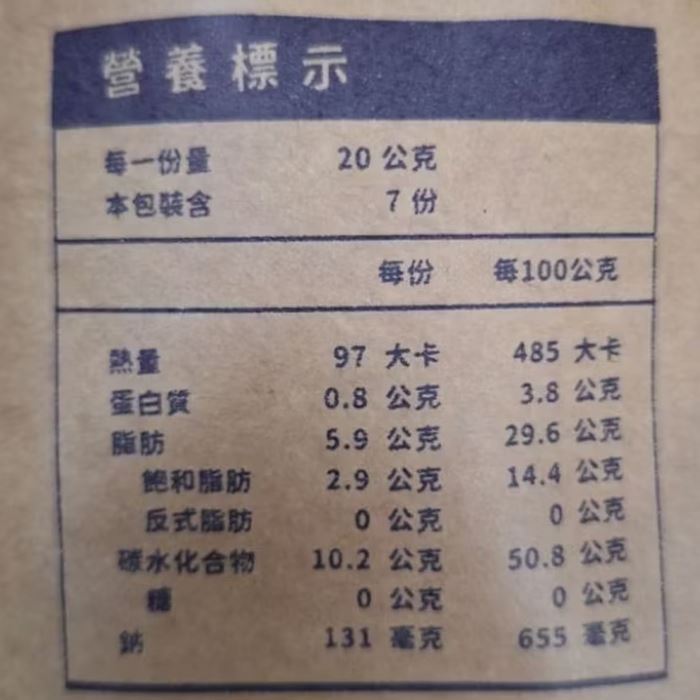 營養標示
每一份量 20 公克
本包裝含 7 份
每份 每100公克
熱量 97 大卡 485 大卡
蛋白質 0.8 公克 3.8 公克
脂肪 5.9 公克 29.6 公克
飽和脂肪 2.9 公克 14.4 公克
反式脂肪 0 公克 0 公克
碳水化合物 10.2 公克 50.8 公克
糖 0 公克 0 公克
鈉 131 毫克 655 毫克